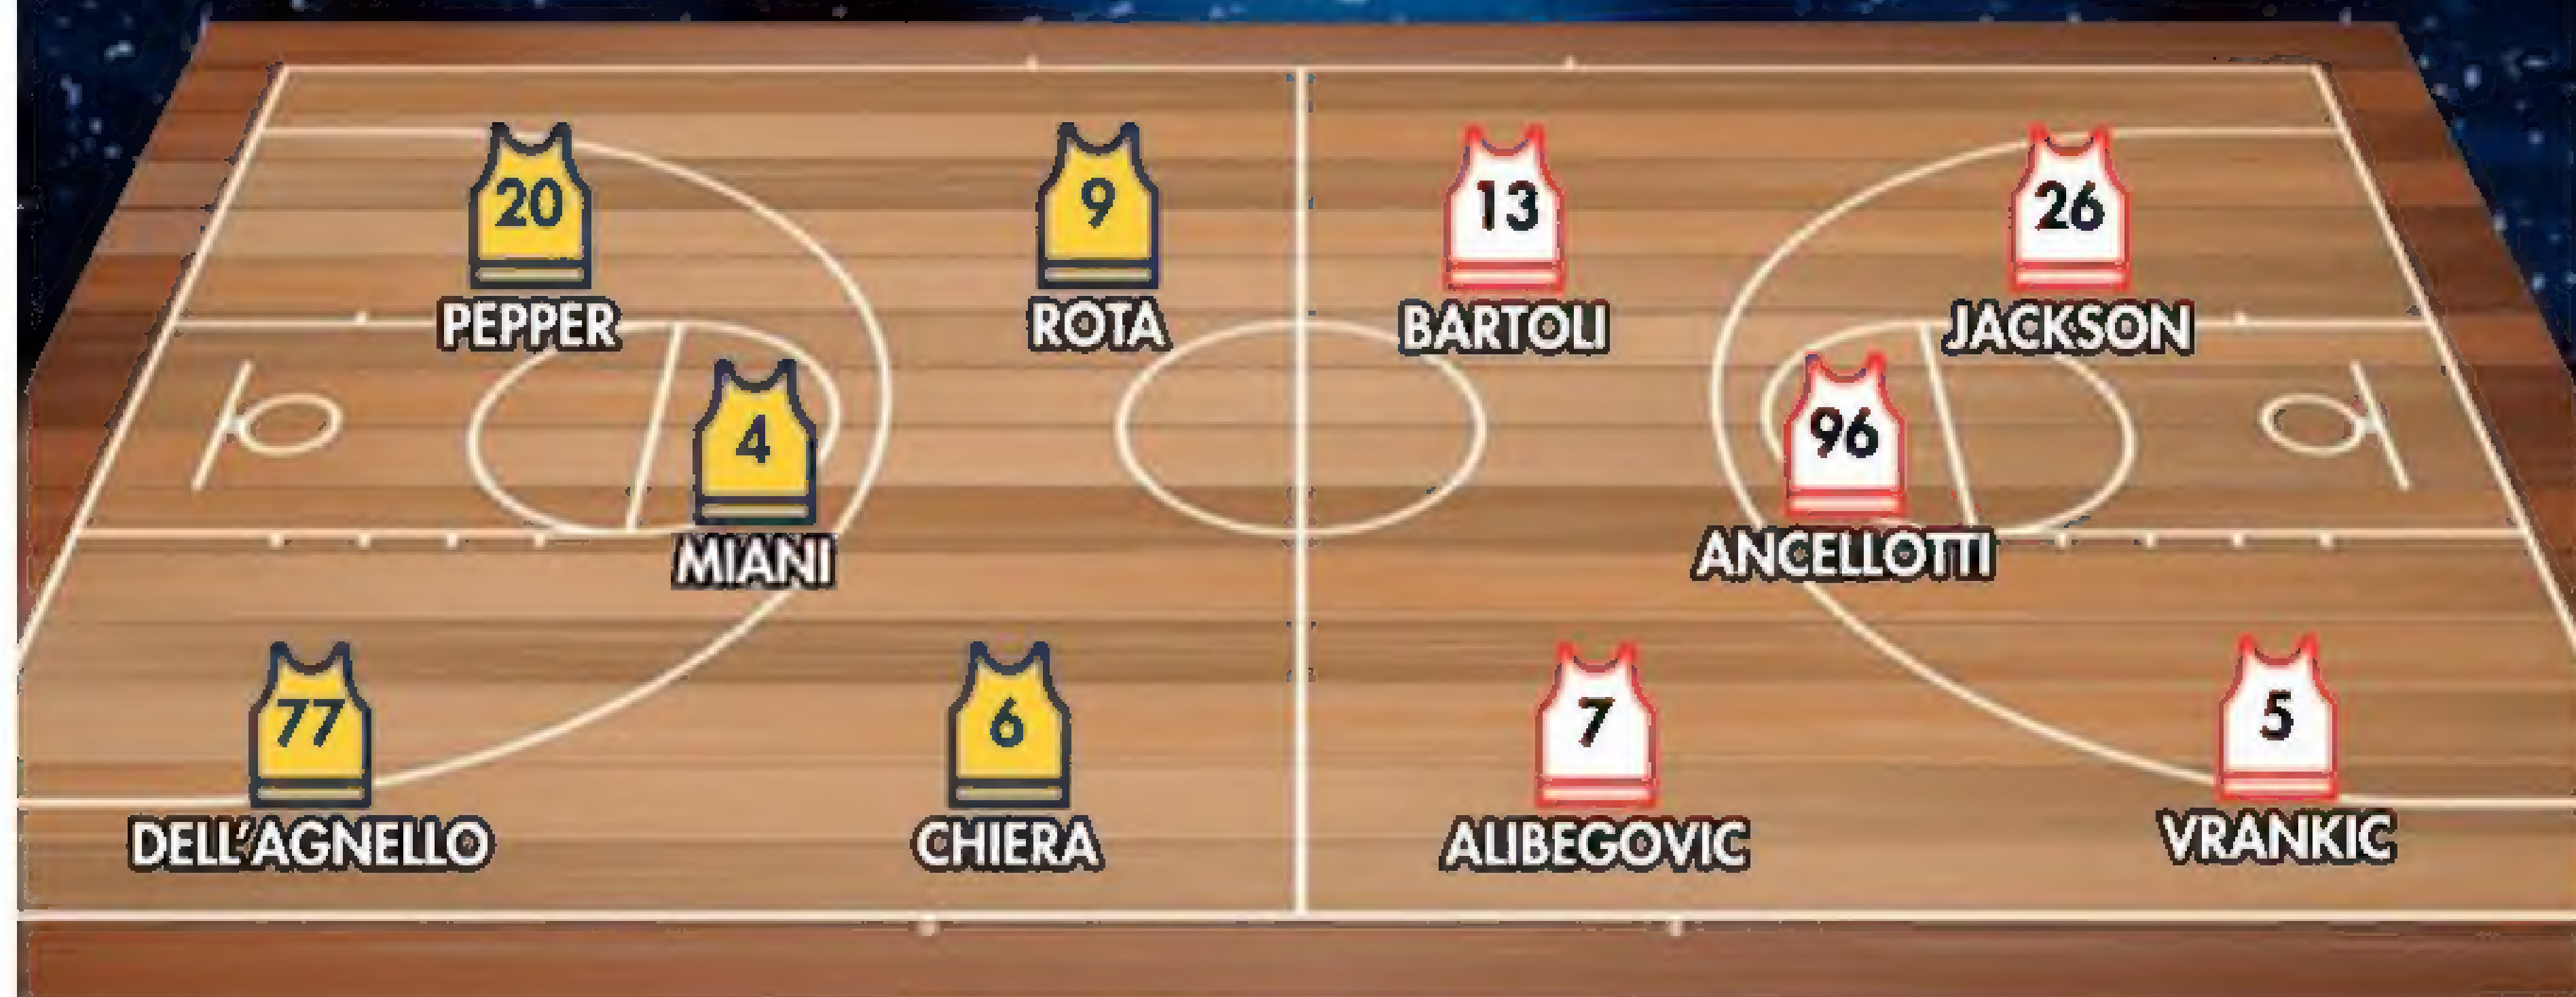 20
PEPPER
9
ROTA
13
BARTOLI
26
JACKSON
4
MIANI
96
ANCELLOTTI
77
DELL'AGNELLO
6
CHIERA
7
ALIBEGOVIC
5
VRANKIC